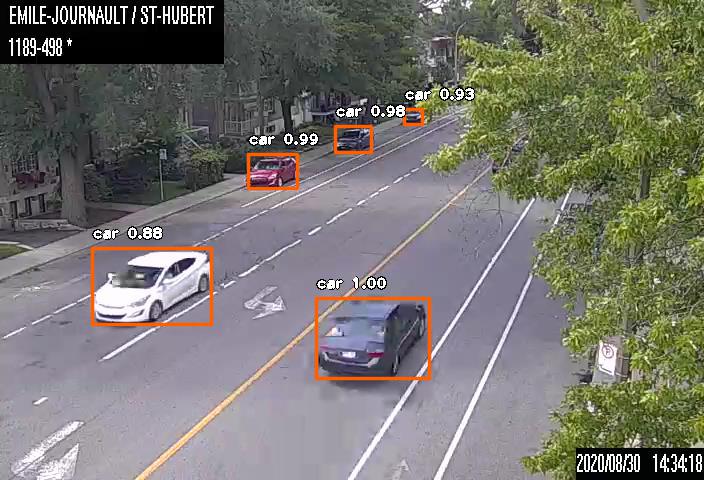 EMILE-JOURNAULT / ST-HUBERT
1189-498 *
car 0.93
car 0.98
car 0.99
car 0.88
car 1.00
P
2020/08/30 14:34:18